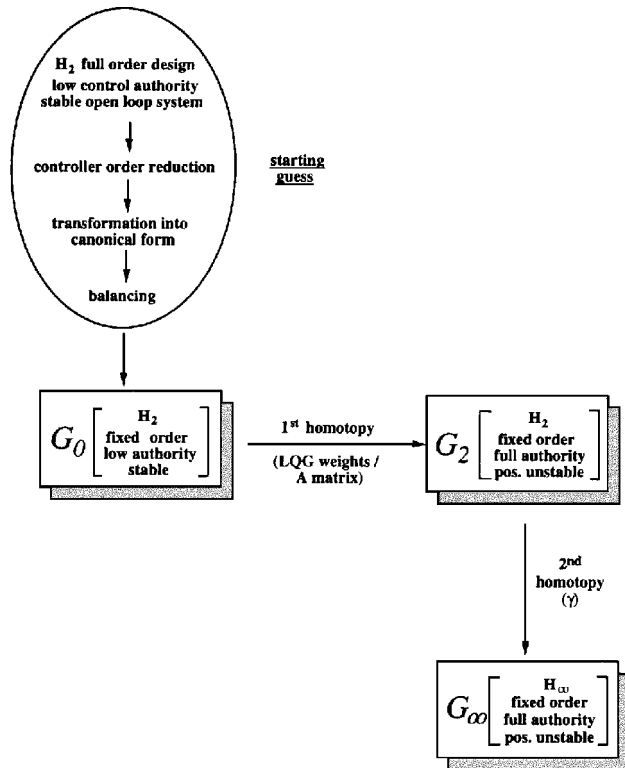 H₂ full order design
low control authority
stable open loop system
controller order reduction
starting
guess
transformation into
canonical form
balancing
G₀
H₂
fixed order
low authority
stable
1ˢᵗ homotopy
(LQG weights /
A matrix)
G₂
H₂
fixed order
full authority
pos. unstable
2ⁿᵈ
homotopy
(γ)
G∞
H∞
fixed order
full authority
pos. unstable